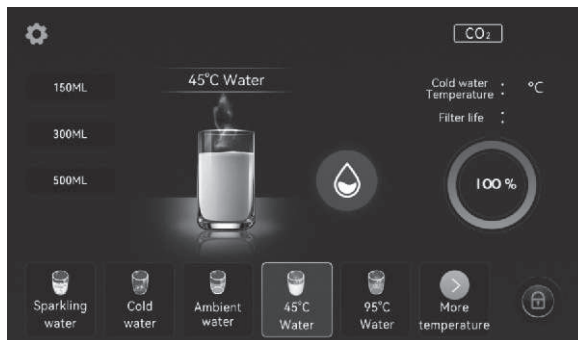 CO₂
150ML
300ML
500ML
45°C Water
Cold water
Temperature : °C
Filter life :
100%
Sparkling
water
Cold
water
Ambient
water
45°C
Water
95°C
Water
More
temperature